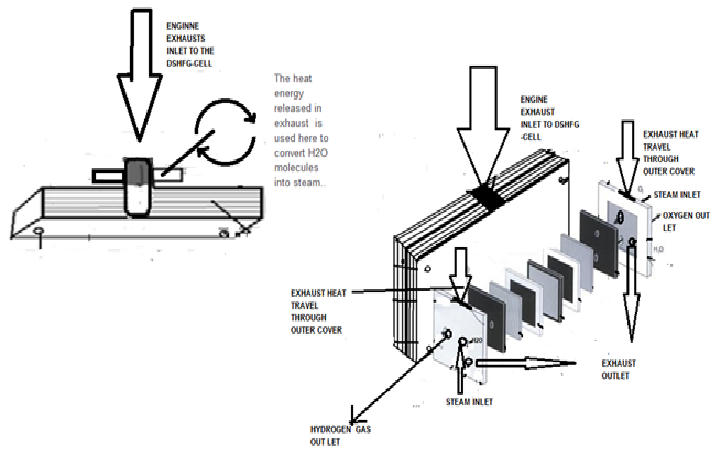 ENGINNE
EXHAUSTS
INLET TO THE
DSHFG-CELL
The heat
energy
released in
exhaust is
used here to
convert H2O
molecules
into steam..
ENGINE
EXHAUST
INLET TO DSHFG
-CELL
EXHAUST HEAT
TRAVEL
THROUGH
OUTER COVER
STEAM INLET
OXYGEN OUT
LET
H₂O
EXHAUST HEAT
TRAVEL
THROUGH
OUTER COVER
H2O
EXHAUST
OUTLET
STEAM INLET
HYDROGEN GAS
OUT LET